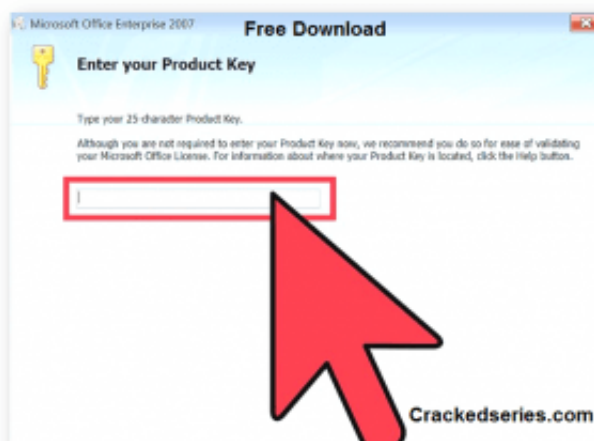 Microsoft Office Enterprise 2007
Free Download
Enter your Product Key
Type your 25-character Product Key.
Although you are not required to enter your Product Key now, we recommend you do so for ease of validating
your Microsoft Office License. For information about where your Product Key is located, click the Help button.
Crackedseries.com